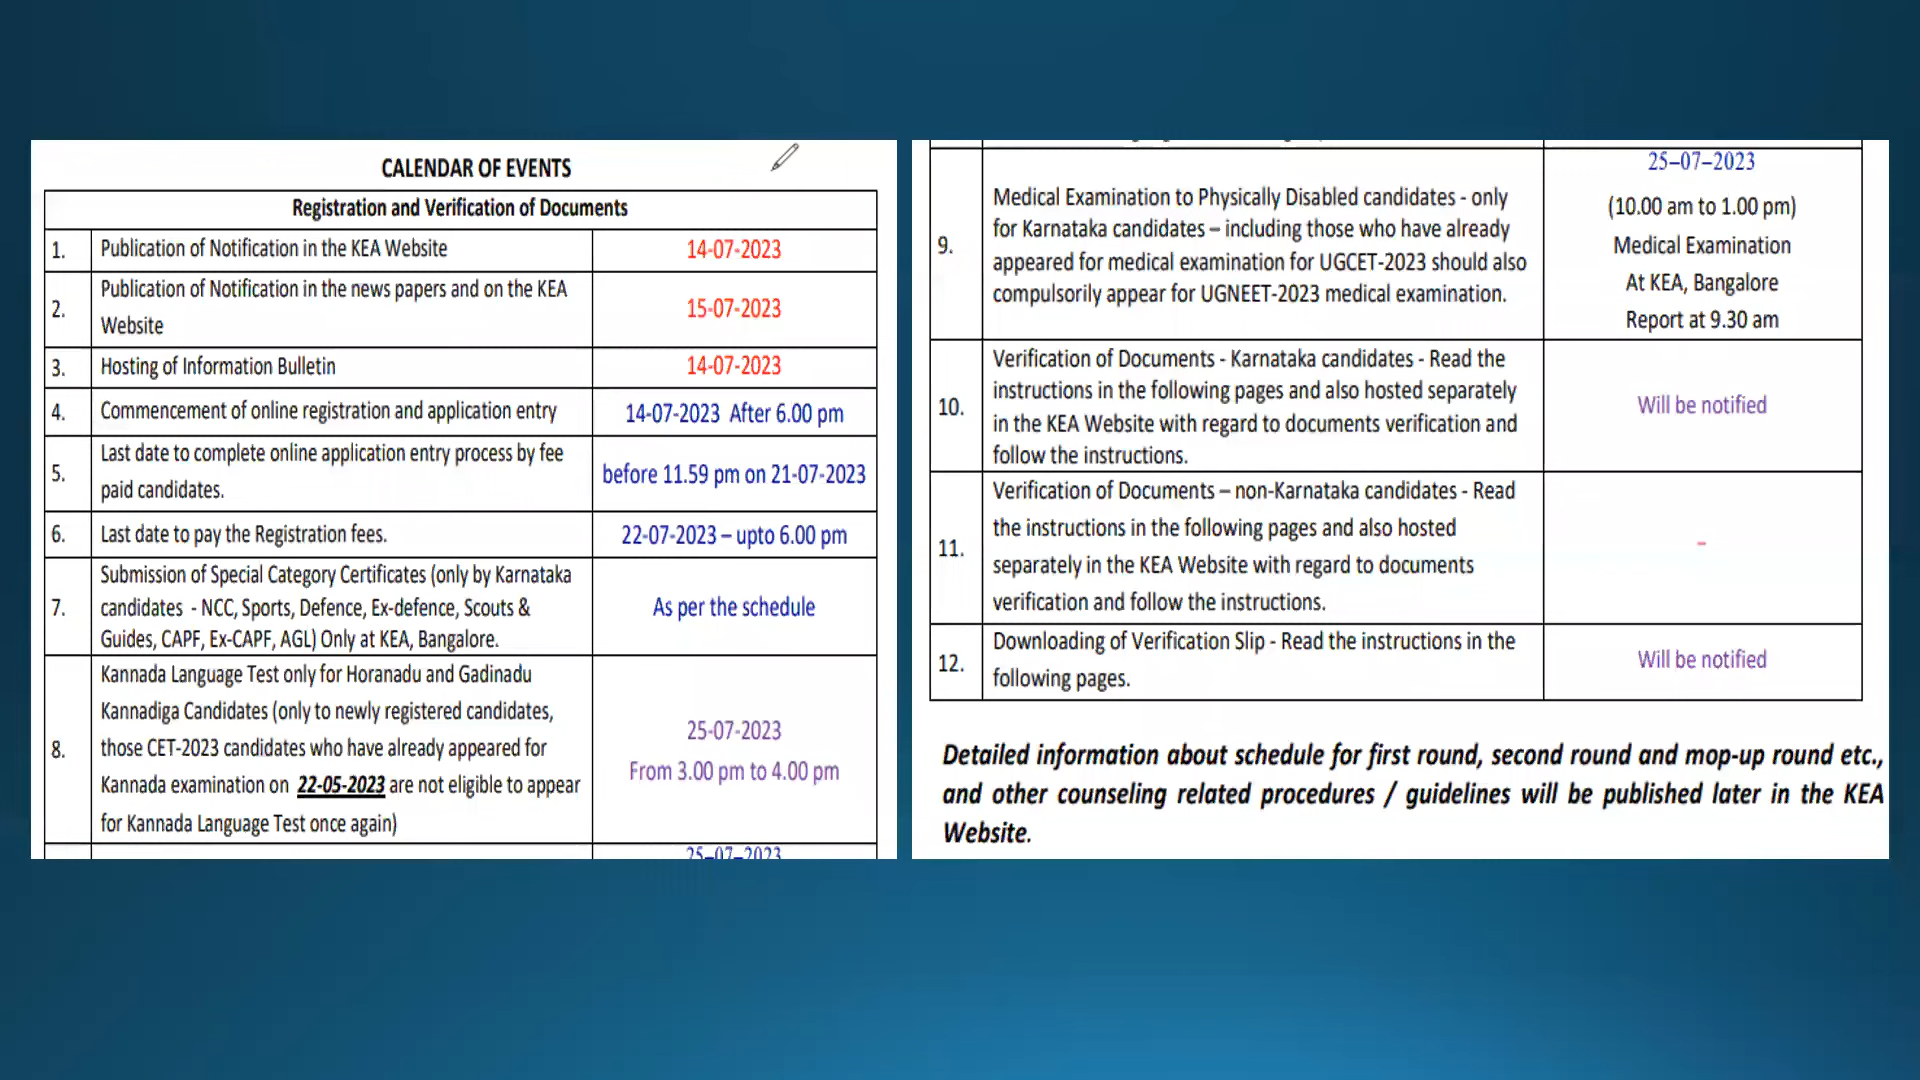 CALENDAR OF EVENTS
Registration and Verification of Documents
1. Publication of Notification in the KEA Website 14-07-2023
2. Publication of Notification in the news papers and on the KEA
Website 15-07-2023
3. Hosting of Information Bulletin 14-07-2023
4. Commencement of online registration and application entry 14-07-2023 After 6.00 pm
5. Last date to complete online application entry process by fee
paid candidates. before 11.59 pm on 21-07-2023
6. Last date to pay the Registration fees. 22-07-2023 – upto 6.00 pm
7. Submission of Special Category Certificates (only by Karnataka
candidates - NCC, Sports, Defence, Ex-defence, Scouts &
Guides, CAPF, Ex-CAPF, AGL) Only at KEA, Bangalore.
As per the schedule
8. Kannada Language Test only for Horanadu and Gadinadu
Kannadiga Candidates (only to newly registered candidates,
those CET-2023 candidates who have already appeared for
Kannada examination on 22-05-2023 are not eligible to appear
for Kannada Language Test once again)
25-07-2023
From 3.00 pm to 4.00 pm
25-07-2023
9. Medical Examination to Physically Disabled candidates - only
for Karnataka candidates – including those who have already
appeared for medical examination for UGCET-2023 should also
compulsorily appear for UGNEET-2023 medical examination.
25-07-2023
(10.00 am to 1.00 pm)
Medical Examination
At KEA, Bangalore
Report at 9.30 am
10. Verification of Documents - Karnataka candidates - Read the
instructions in the following pages and also hosted separately
in the KEA Website with regard to documents verification and
follow the instructions.
Will be notified
11. Verification of Documents – non-Karnataka candidates - Read
the instructions in the following pages and also hosted
separately in the KEA Website with regard to documents
verification and follow the instructions.
–
12. Downloading of Verification Slip - Read the instructions in the
following pages.
Will be notified
Detailed information about schedule for first round, second round and mop-up round etc.,
and other counseling related procedures / guidelines will be published later in the KEA
Website.